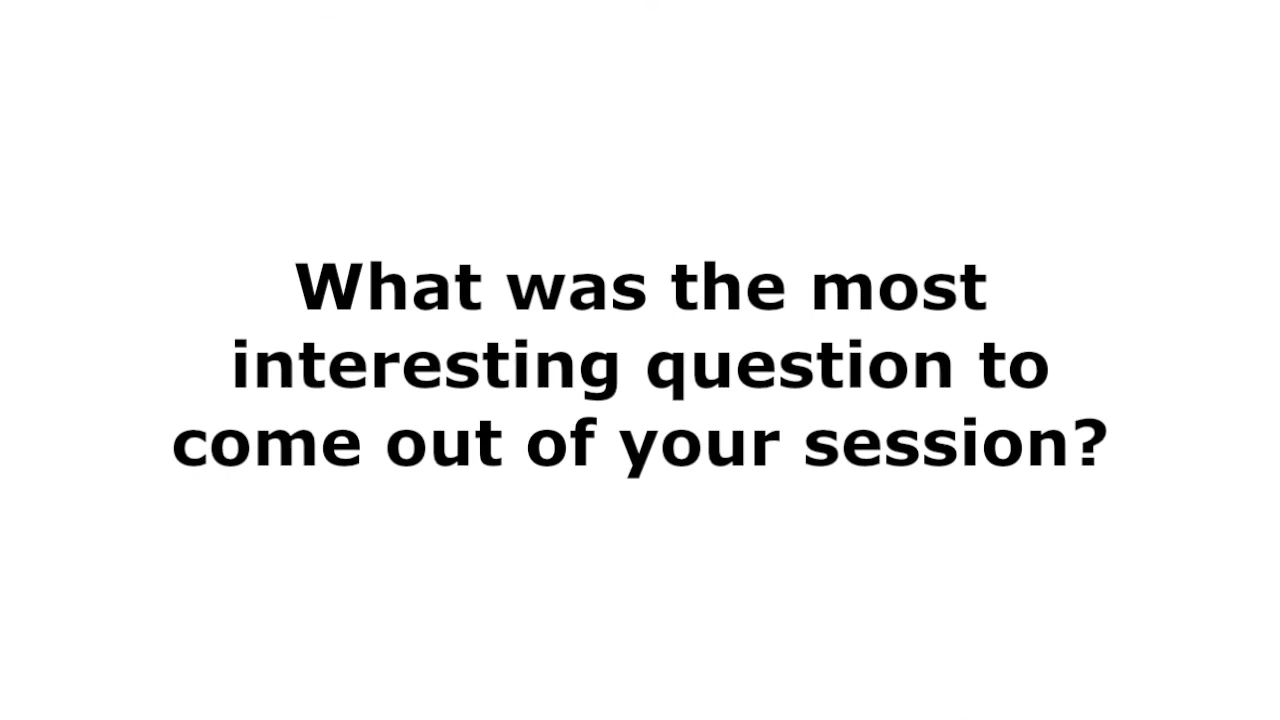 What was the most
interesting question to
come out of your session?